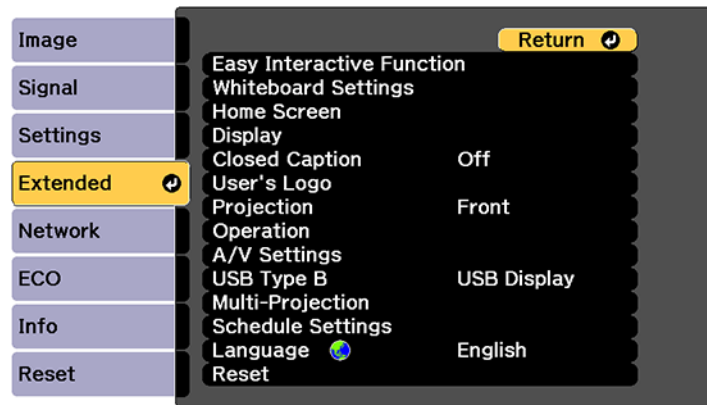 Image
Signal
Settings
Extended
Network
ECO
Info
Reset
Return
Easy Interactive Function
Whiteboard Settings
Home Screen
Display
Closed Caption Off
User's Logo
Projection Front
Operation
A/V Settings
USB Type B USB Display
Multi-Projection
Schedule Settings
Language English
Reset